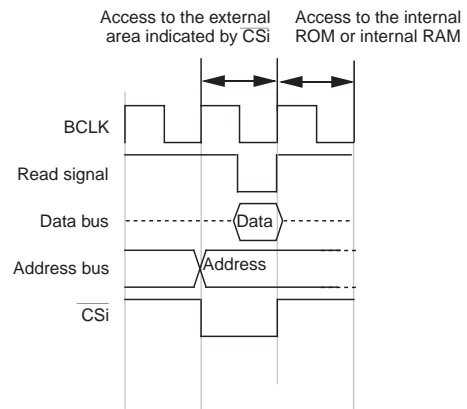 Access to the external
area indicated by CSi
Access to the internal
ROM or internal RAM
BCLK
Read signal
Data bus
Data
Address bus
Address
CSi